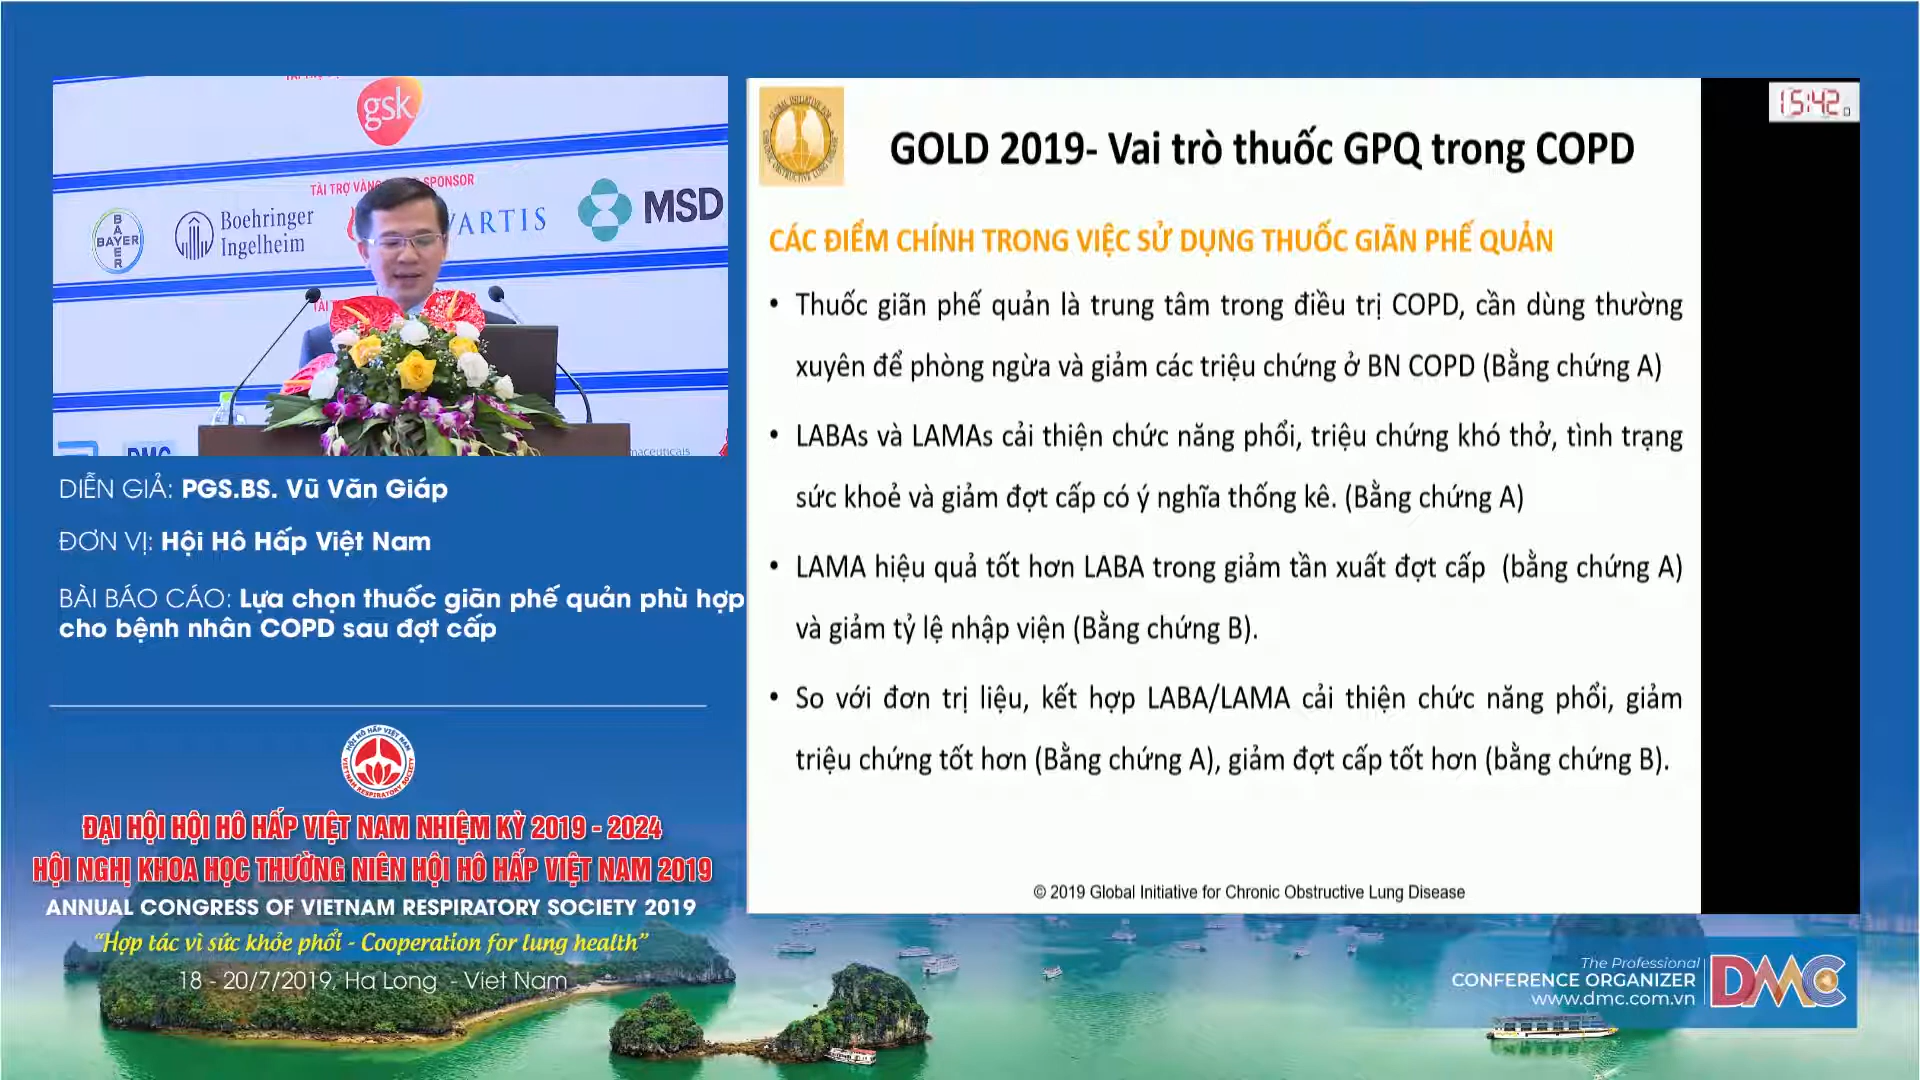 gsk
TÀI TRỢ VÀNG
SPONSOR
BAYER
BAYER
Boehringer
Ingelheim
VARTIS
MSD
DMC
maceuticals
DIỄN GIẢ: PGS.BS. Vũ Văn Giáp
ĐƠN VỊ: Hội Hô Hấp Việt Nam
BÀI BÁO CÁO: Lựa chọn thuốc giãn phế quản phù hợp
cho bệnh nhân COPD sau đợt cấp
HỘI HÔ HẤP VIỆT NAM
VIETNAM RESPIRATORY SOCIETY
ĐẠI HỘI HỘI HÔ HẤP VIỆT NAM NHIỆM KỲ 2019 - 2024
HỘI NGHỊ KHOA HỌC THƯỜNG NIÊN HỘI HÔ HẤP VIỆT NAM 2019
ANNUAL CONGRESS OF VIETNAM RESPIRATORY SOCIETY 2019
“Hợp tác vì sức khỏe phổi - Cooperation for lung health”
18 - 20/7/2019, Ha Long - Viet Nam
15:42
GOLD 2019- Vai trò thuốc GPQ trong COPD
CÁC ĐIỂM CHÍNH TRONG VIỆC SỬ DỤNG THUỐC GIÃN PHẾ QUẢN
• Thuốc giãn phế quản là trung tâm trong điều trị COPD, cần dùng thường
xuyên để phòng ngừa và giảm các triệu chứng ở BN COPD (Bằng chứng A)
• LABAs và LAMAs cải thiện chức năng phổi, triệu chứng khó thở, tình trạng
sức khoẻ và giảm đợt cấp có ý nghĩa thống kê. (Bằng chứng A)
• LAMA hiệu quả tốt hơn LABA trong giảm tần xuất đợt cấp (bằng chứng A)
và giảm tỷ lệ nhập viện (Bằng chứng B).
• So với đơn trị liệu, kết hợp LABA/LAMA cải thiện chức năng phổi, giảm
triệu chứng tốt hơn (Bằng chứng A), giảm đợt cấp tốt hơn (bằng chứng B).
© 2019 Global Initiative for Chronic Obstructive Lung Disease
The Professional
CONFERENCE ORGANIZER
www.dmc.com.vn
DMC